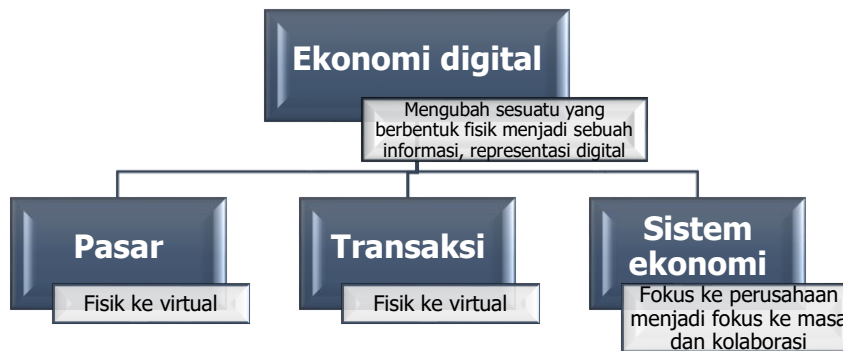 Ekonomi digital
Mengubah sesuatu yang
berbentuk fisik menjadi sebuah
informasi, representasi digital
Pasar
Fisik ke virtual
Transaksi
Fisik ke virtual
Sistem
ekonomi
Fokus ke perusahaan
menjadi fokus ke masa
dan kolaborasi